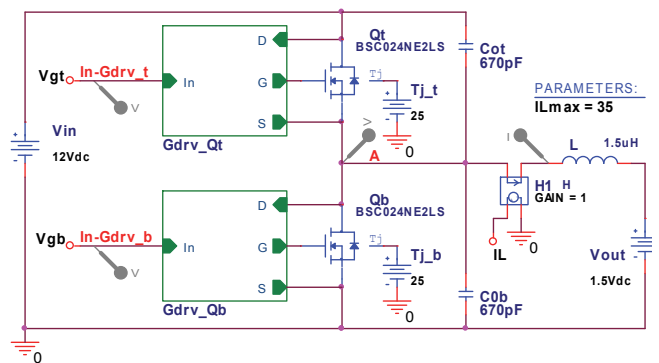 Qt
BSC024NE2LS
D
Cot
670pF
Vgt
In-Gdrv_t
In
G
Tj
Tj_t
PARAMETERS:
ILmax = 35
V
V
25
I
Vin
S
0
L
1.5uH
12Vdc
Gdrv_Qt
A
Qb
BSC024NE2LS
H1
H
GAIN = 1
D
0
Vgb
In-Gdrv_b
In
G
Tj
Tj_b
IL
Vout
V
25
1.5Vdc
S
C0b
670pF
Gdrv_Qb
0
0